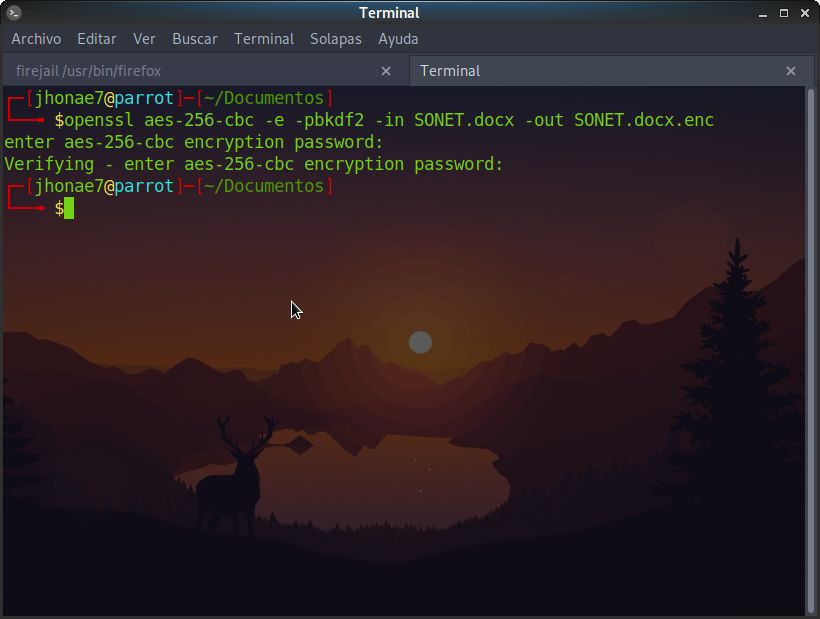 Terminal
Archivo Editar Ver Buscar Terminal Solapas Ayuda
firejail /usr/bin/firefox
Terminal
[jhonae7@parrot]─[~/Documentos]
$openssl aes-256-cbc -e -pbkdf2 -in SONET.docx -out SONET.docx.enc
enter aes-256-cbc encryption password:
Verifying - enter aes-256-cbc encryption password:
[jhonae7@parrot]─[~/Documentos]
$